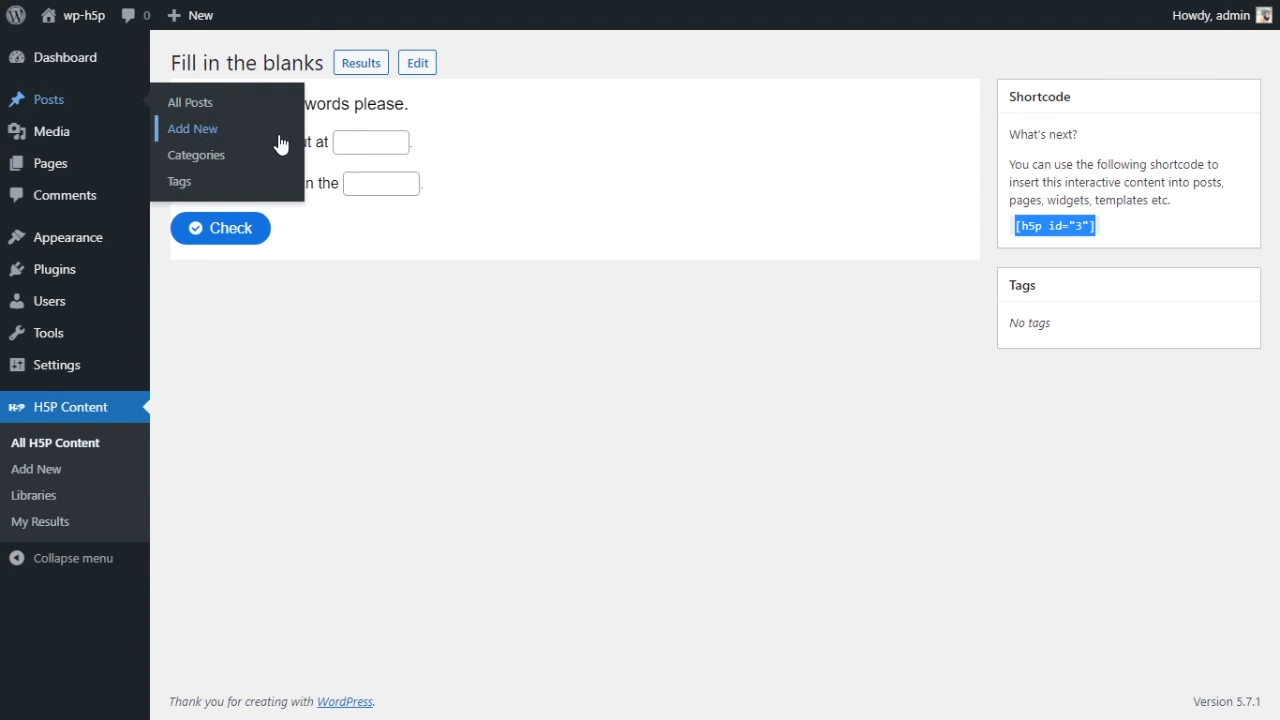 wp-h5p 0 New Howdy, admin
Dashboard
Posts
Media
Pages
Comments
Appearance
Plugins
Users
Tools
Settings
H5P Content
All H5P Content
Add New
Libraries
My Results
Collapse menu
All Posts
Add New
Categories
Tags
Fill in the blanks Results Edit
words please.
at
.
the
.
Check
Shortcode
What's next?
You can use the following shortcode to
insert this interactive content into posts,
pages, widgets, templates etc.
[h5p id="3"]
Tags
No tags
Thank you for creating with WordPress. Version 5.7.1